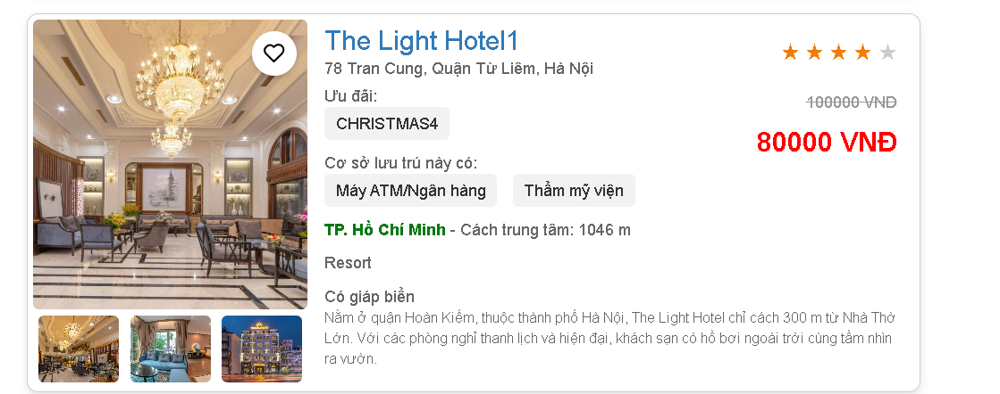 The Light Hotel1
78 Tran Cung, Quận Từ Liêm, Hà Nội
Ưu đãi:
CHRISTMAS4
Cơ sở lưu trú này có:
Máy ATM/Ngân hàng
Thẩm mỹ viện
TP. Hồ Chí Minh - Cách trung tâm: 1046 m
Resort
Có giáp biển
Nằm ở quận Hoàn Kiếm, thuộc thành phố Hà Nội, The Light Hotel chỉ cách 300 m từ Nhà Thờ
Lớn. Với các phòng nghỉ thanh lịch và hiện đại, khách sạn có hồ bơi ngoài trời cùng tầm nhìn
ra vườn.
100000 VNĐ
80000 VNĐ